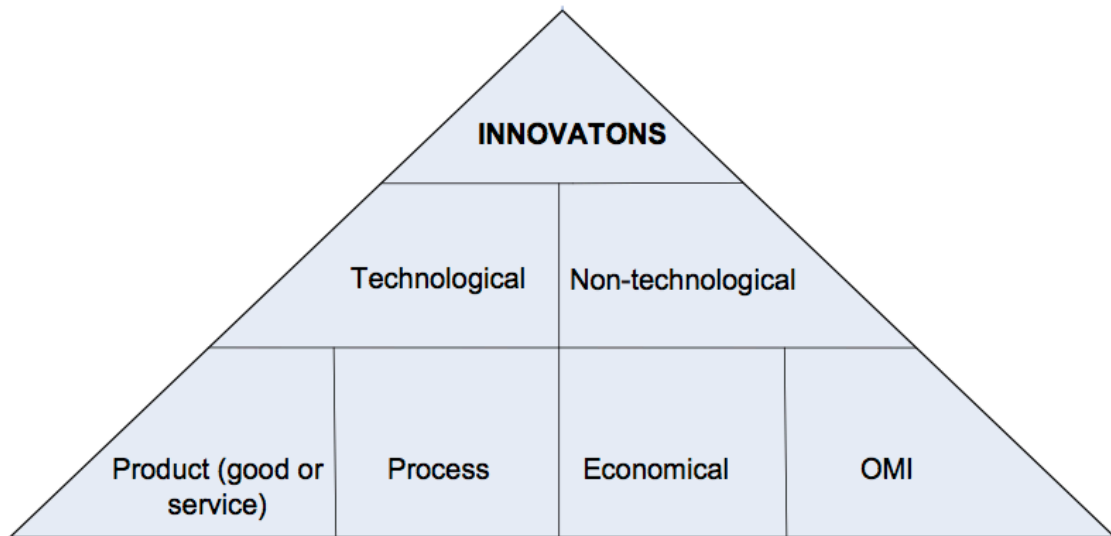 INNOVATONS
Technological
Non-technological
Product (good or
service)
Process
Economical
OMI